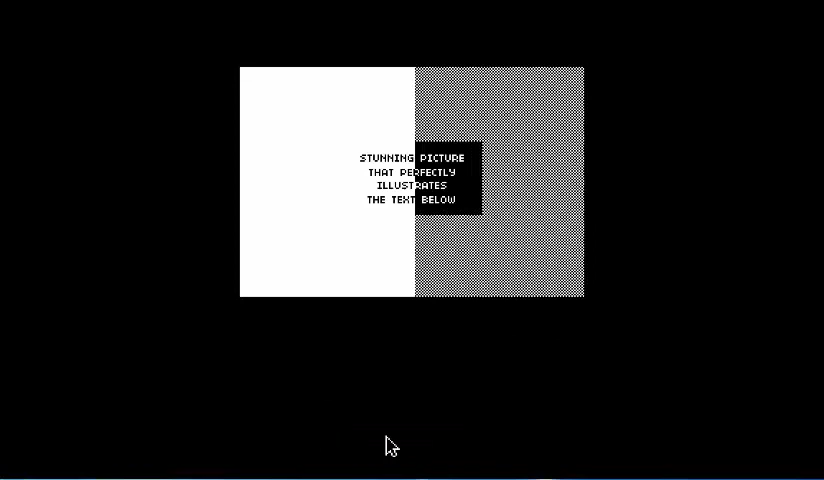 STUNNING PICTURE
THAT PERFECTLY
ILLUSTRATES
THE TEXT BELOW